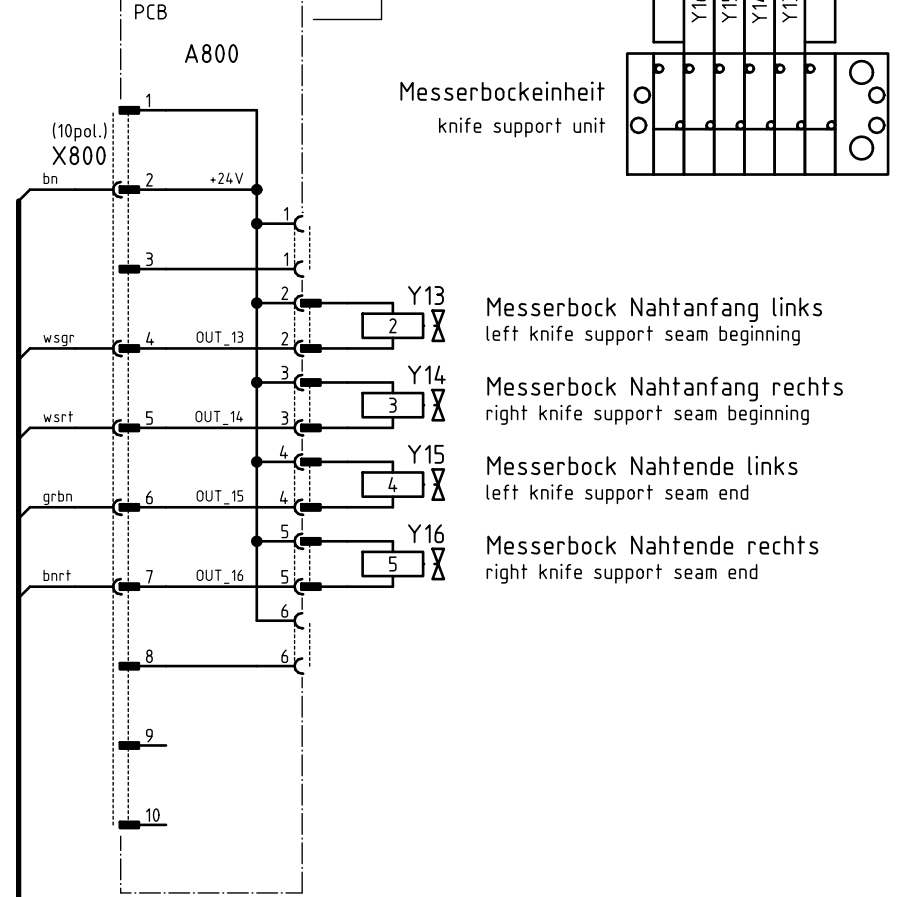 PCB
A800
Y16
Y15
Y14
Y13
Messerbockeinheit
knife support unit
(10pol.)
X800
1
bn
2
+24V
1
3
1
2
Y13
2
Messerbock Nahtanfang links
left knife support seam beginning
wsgr
4
OUT_13
2
3
Y14
3
Messerbock Nahtanfang rechts
right knife support seam beginning
wsrt
5
OUT_14
3
4
Y15
4
Messerbock Nahtende links
left knife support seam end
grbn
6
OUT_15
4
5
Y16
5
Messerbock Nahtende rechts
right knife support seam end
bnrt
7
OUT_16
5
6
8
6
9
10